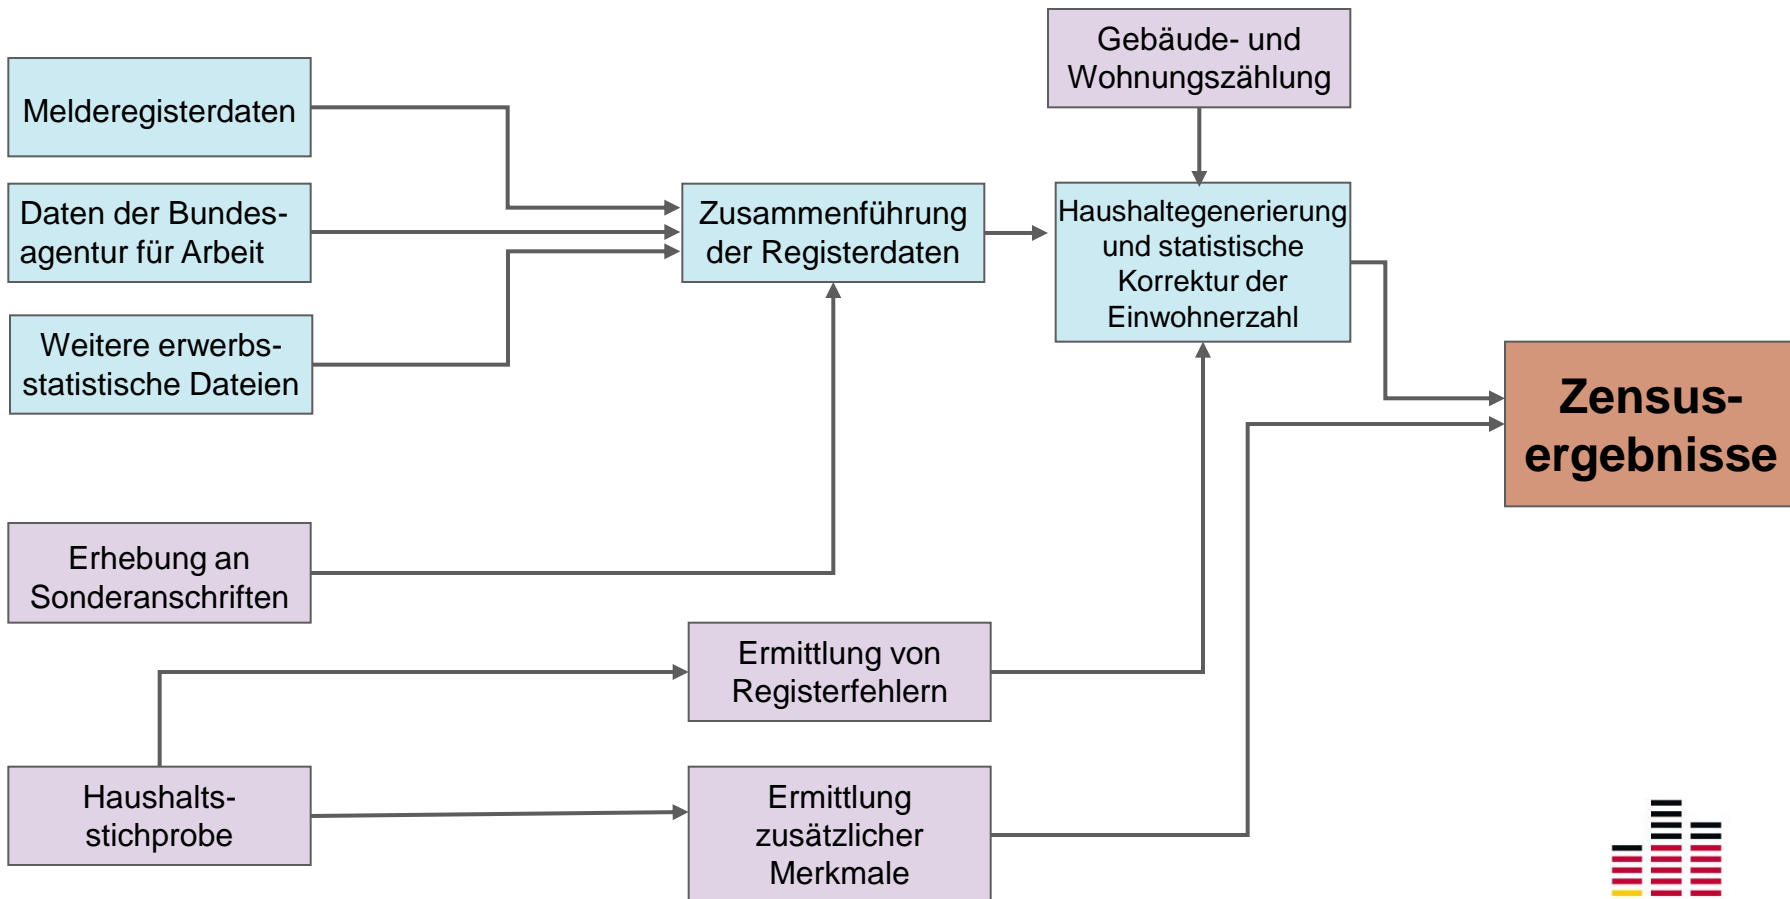 Gebäude- und
Wohnungszählung
Melderegisterdaten
Daten der Bundes-
agentur für Arbeit
Zusammenführung
der Registerdaten
Haushaltegenerierung
und statistische
Korrektur der
Einwohnerzahl
Weitere erwerbs-
statistische Dateien
Zensus-
ergebnisse
Erhebung an
Sonderanschriften
Ermittlung von
Registerfehlern
Haushalts-
stichprobe
Ermittlung
zusätzlicher
Merkmale